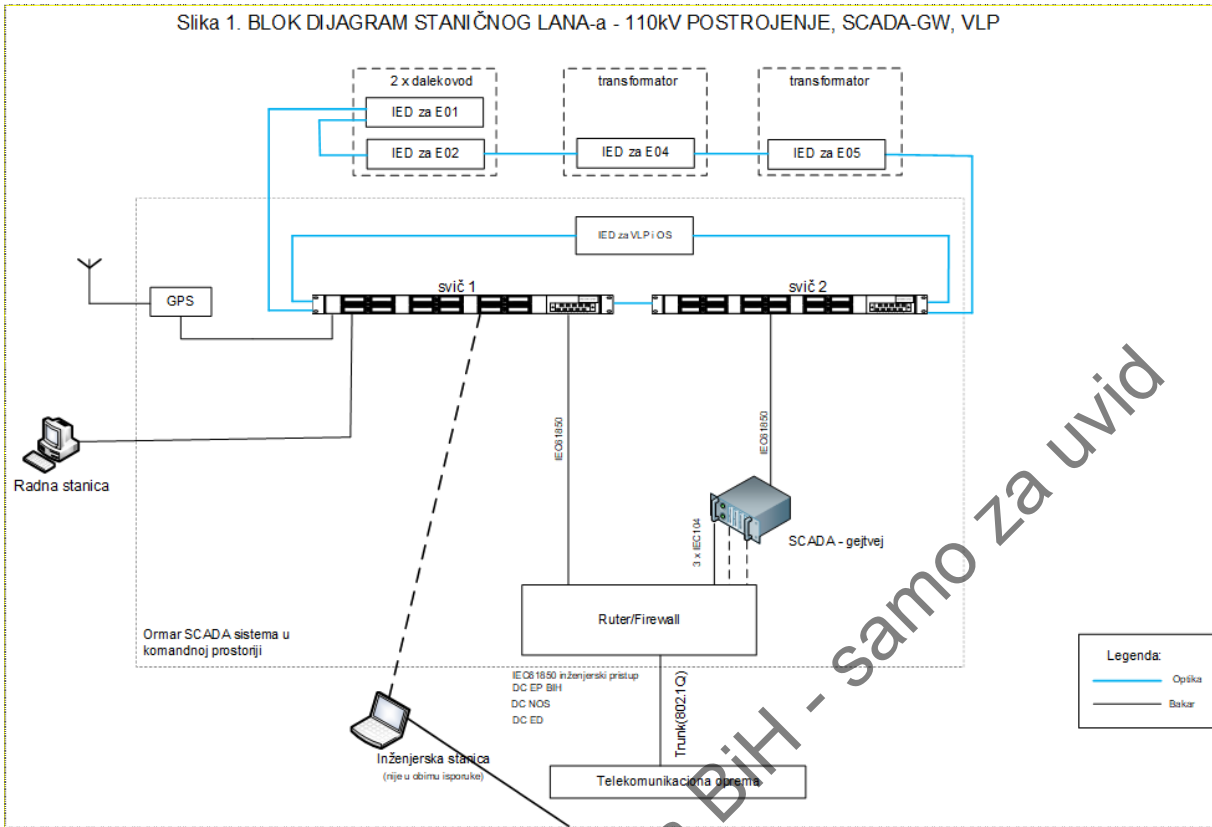 Slika 1. BLOK DIJAGRAM STANIČNOG LANA-a - 110kV POSTROJENJE, SCADA-GW, VLP
2 x dalekovod
transformator
transformator
IED za E01
IED za E02
IED za E04
IED za E05
IED za VLP i OS
GPS
svič 1
svič 2
Radna stanica
IEC61850
IEC61850
SCADA - gejtvej
3 x IEC104
Ruter/Firewall
Ormar SCADA sistema u
komandnoj prostoriji
IEC61850 inženjerski pristup
DC EP BIH
DC NOS
DC ED
Trunk(802.1Q)
Inženjerska stanica
(nije u obimu isporuke)
Telekomunikaciona oprema
Legenda:
Optika
Bakar
BiH - samo za uvid